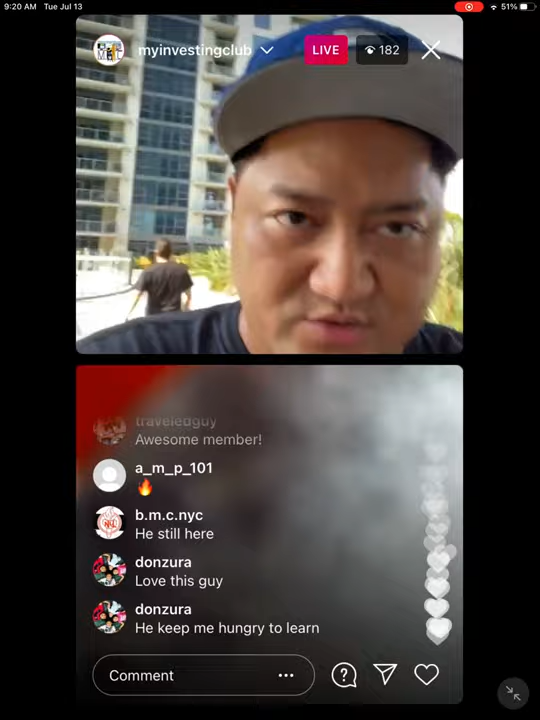 9:20 AM Tue Jul 13
51%
myinvestingclub
LIVE
182
traveledguy
Awesome member!
a_m_p_101
🔥
b.m.c.nyc
He still here
donzura
Love this guy
donzura
He keep me hungry to learn
Comment